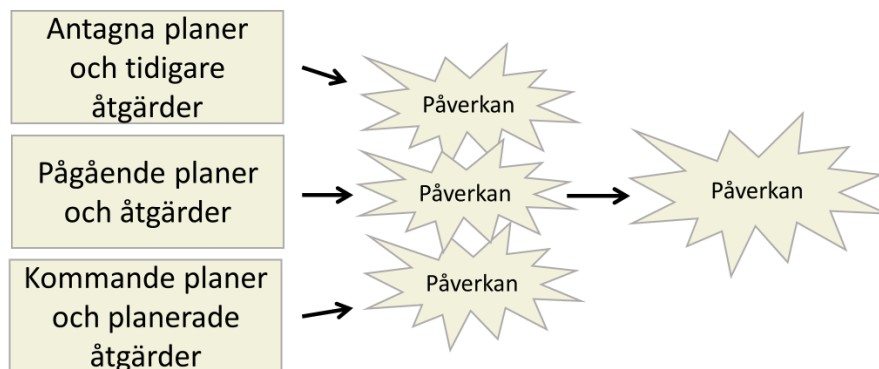 Antagna planer
och tidigare
åtgärder
Påverkan
Pågående planer
och åtgärder
Påverkan
Påverkan
Kommande planer
och planerade
åtgärder
Påverkan